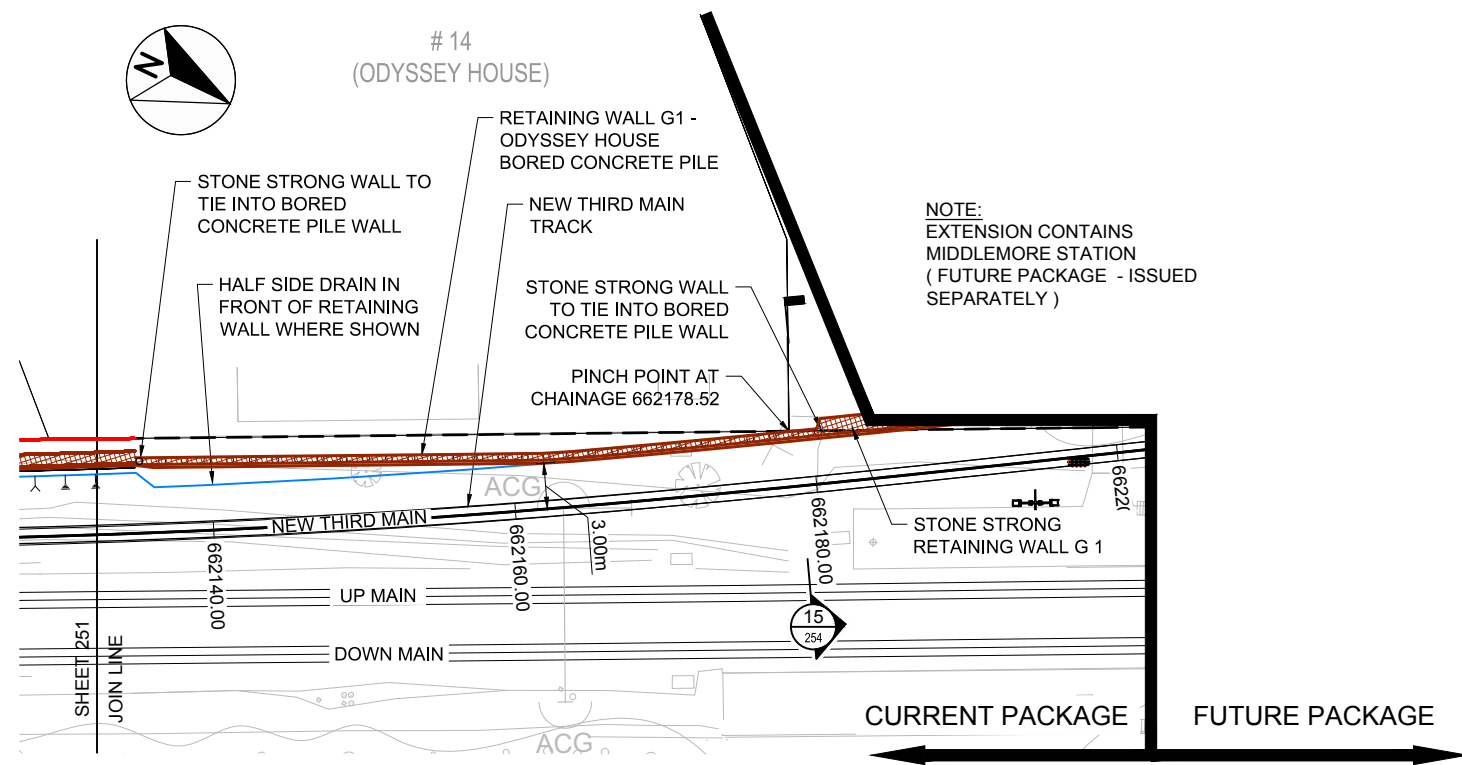 # 14
(ODYSSEY HOUSE)
N
RETAINING WALL G1 -
ODYSSEY HOUSE
BORED CONCRETE PILE
STONE STRONG WALL TO
TIE INTO BORED
CONCRETE PILE WALL
NEW THIRD MAIN
TRACK
NOTE:
EXTENSION CONTAINS
MIDDLEMORE STATION
( FUTURE PACKAGE - ISSUED
SEPARATELY )
HALF SIDE DRAIN IN
FRONT OF RETAINING
WALL WHERE SHOWN
STONE STRONG WALL
TO TIE INTO BORED
CONCRETE PILE WALL
PINCH POINT AT
CHAINAGE 662178.52
ACG
NEW THIRD MAIN
3.00m
662140.00
662160.00
662180.00
6622
STONE STRONG
RETAINING WALL G 1
UP MAIN
15
254
DOWN MAIN
SHEET 251
JOIN LINE
ACG
CURRENT PACKAGE
FUTURE PACKAGE